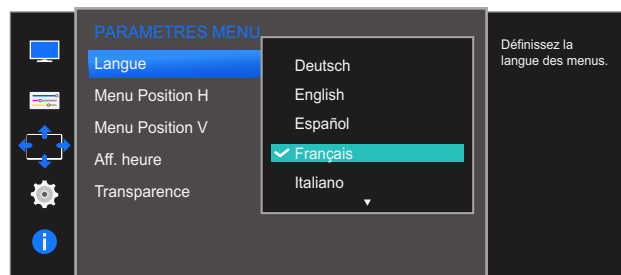 PARAMETRES MENU
Langue
Menu Position H
Menu Position V
Aff. heure
Transparence
Deutsch
English
Español
Français
Italiano
Définissez la
langue des menus.